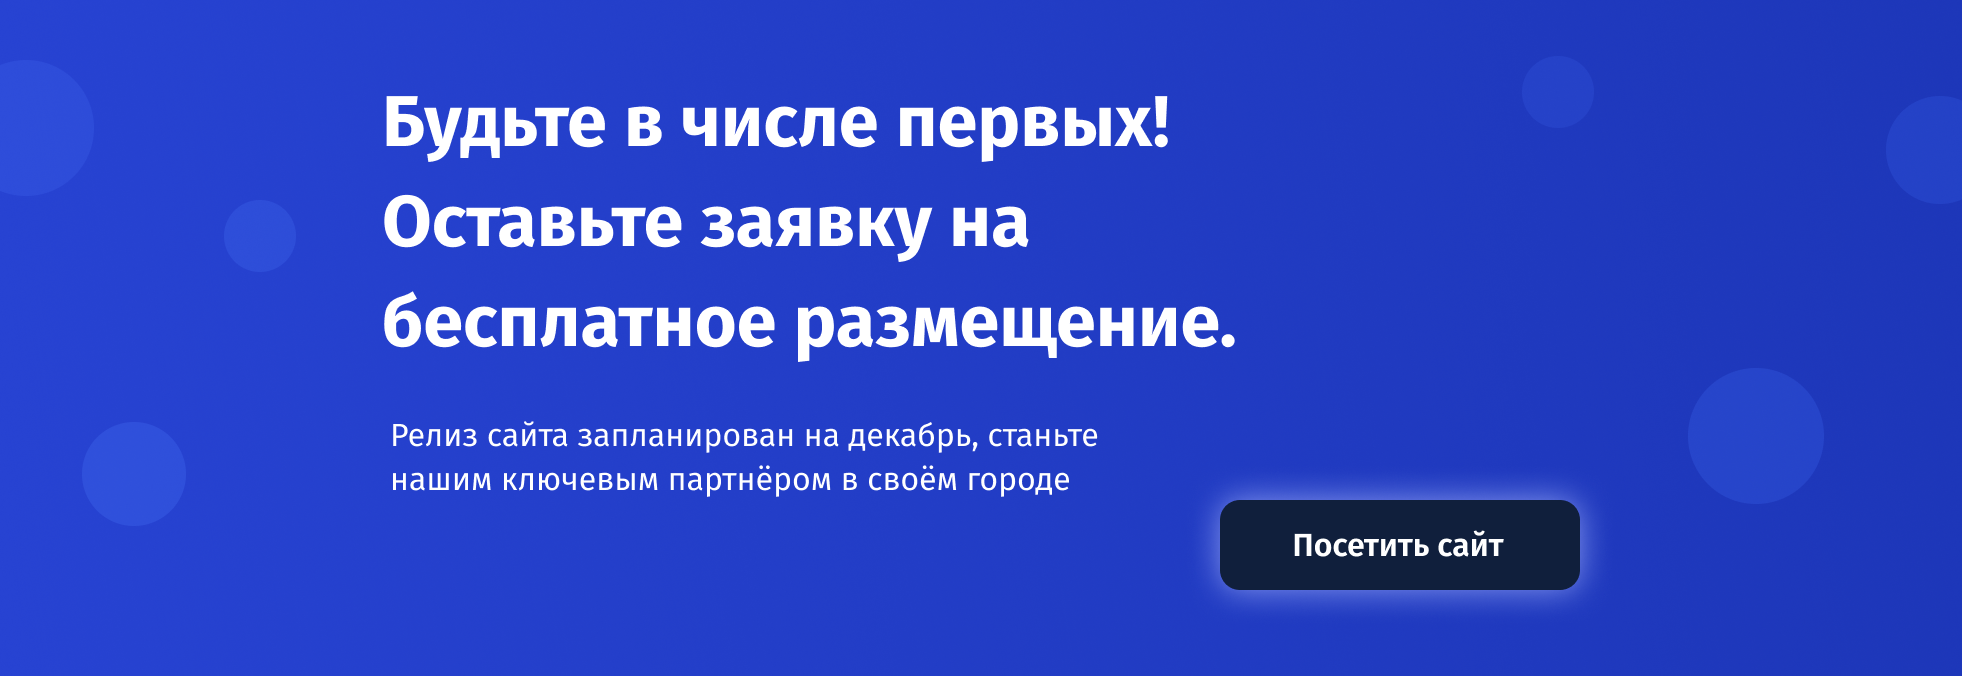 Будьте в числе первых!
Оставьте заявку на
бесплатное размещение.
Релиз сайта запланирован на декабрь, станьте
нашим ключевым партнёром в своём городе
Посетить сайт